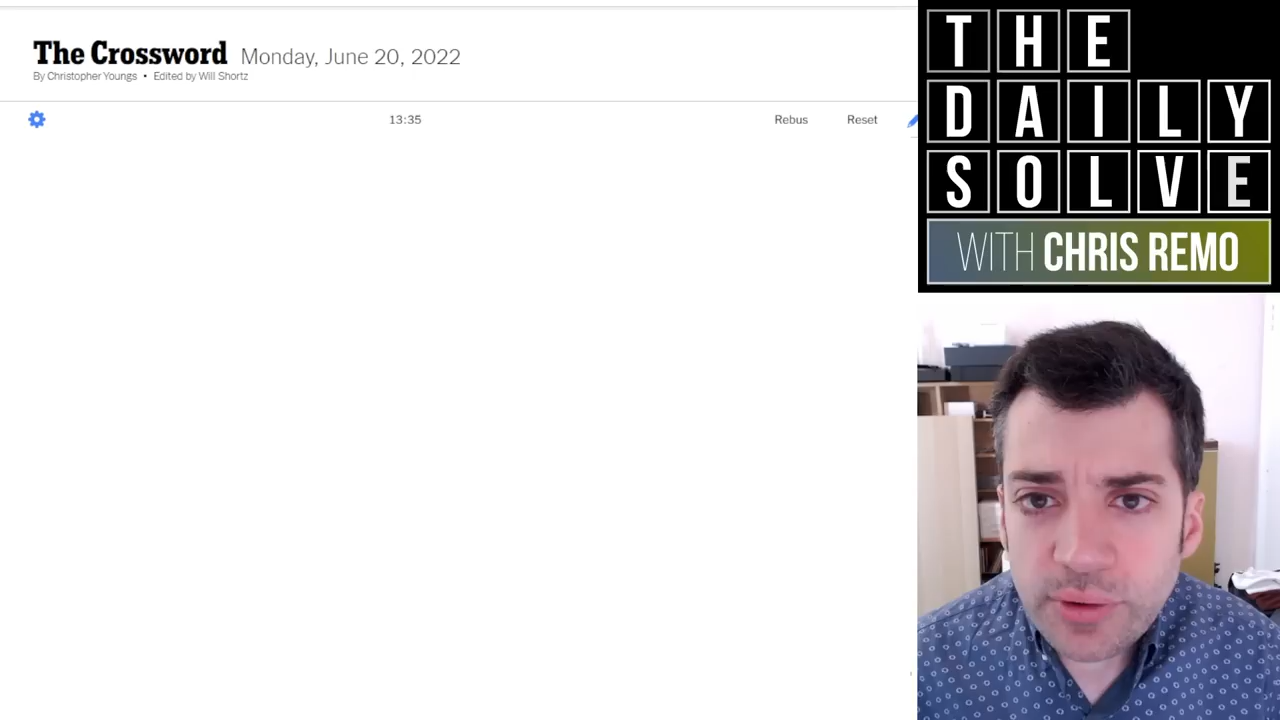 The Crossword Monday, June 20, 2022
By Christopher Youngs • Edited by Will Shortz
13:35 Rebus Reset
THE
DAILY
SOLVE
WITH CHRIS REMO